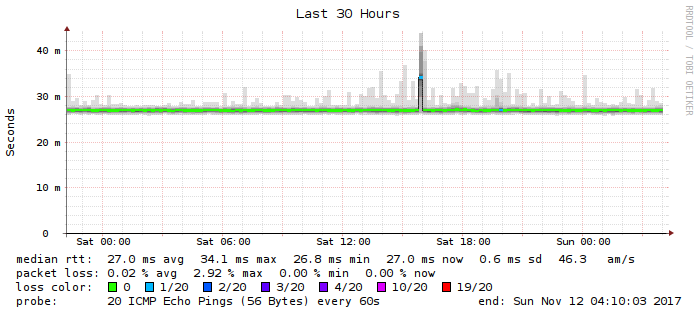 Last 30 Hours
RRDTOOL / TOBI OETIKER
Seconds
40 m
30 m
20 m
10 m
0
Sat 00:00 Sat 06:00 Sat 12:00 Sat 18:00 Sun 00:00
median rtt: 27.0 ms avg 34.1 ms max 26.8 ms min 27.0 ms now 0.6 ms sd 46.3 am/s
packet loss: 0.02 % avg 2.92 % max 0.00 % min 0.00 % now
loss color: 0 1/20 2/20 3/20 4/20 10/20 19/20
probe: 20 ICMP Echo Pings (56 Bytes) every 60s end: Sun Nov 12 04:10:03 2017